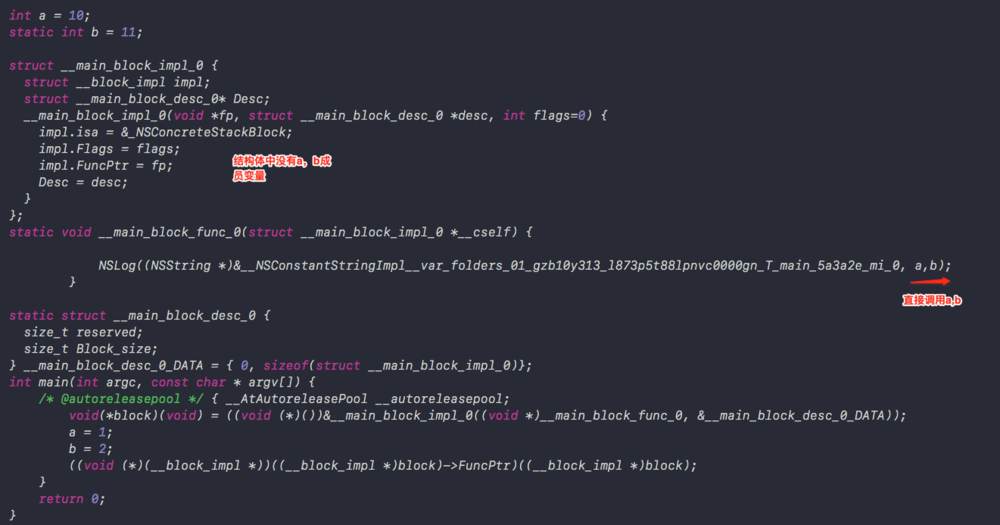 int a = 10;
static int b = 11;
struct __main_block_impl_0 {
struct __block_impl impl;
struct __main_block_desc_0* Desc;
__main_block_impl_0(void *fp, struct __main_block_desc_0 *desc, int flags=0) {
impl.isa = &_NSConcreteStackBlock;
impl.Flags = flags;
impl.FuncPtr = fp;
Desc = desc;
}
};
结构体中没有a，b成
员变量
static void __main_block_func_0(struct __main_block_impl_0 *__cself) {
NSLog((NSString *)&__NSConstantStringImpl__var_folders_01_gzb10y313_l873p5t88lpnvc0000gn_T_main_5a3a2e_mi_0, a,b);
}
直接调用a,b
static struct __main_block_desc_0 {
size_t reserved;
size_t Block_size;
} __main_block_desc_0_DATA = { 0, sizeof(struct __main_block_impl_0)};
int main(int argc, const char * argv[]) {
/* @autoreleasepool */ { __AtAutoreleasePool __autoreleasepool;
void(*block)(void) = ((void (*)())&__main_block_impl_0((void *)__main_block_func_0, &__main_block_desc_0_DATA));
a = 1;
b = 2;
((void (*)(__block_impl *))((__block_impl *)block)->FuncPtr)((__block_impl *)block);
}
return 0;
}